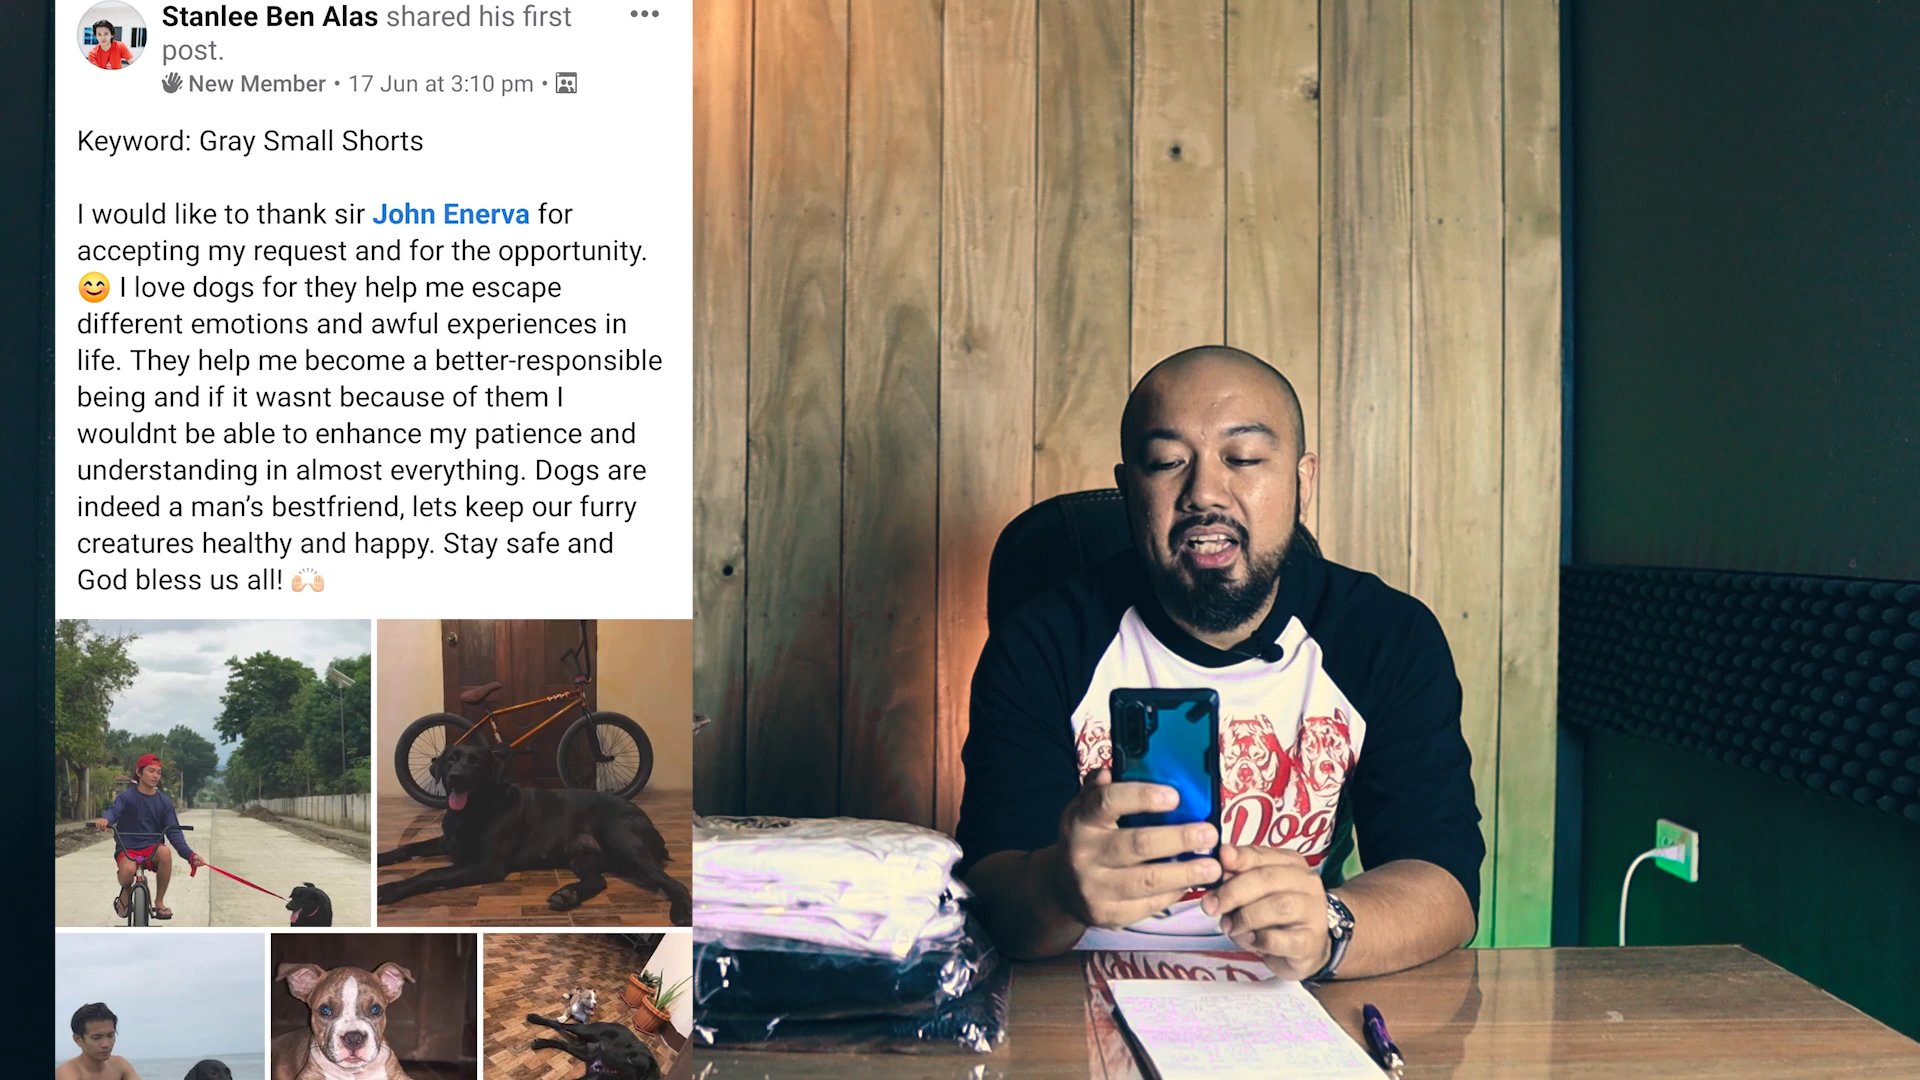 Stanlee Ben Alas shared his first
post.
New Member • 17 Jun at 3:10 pm •
Keyword: Gray Small Shorts
I would like to thank sir John Enerva for
accepting my request and for the opportunity.
😊 I love dogs for they help me escape
different emotions and awful experiences in
life. They help me become a better-responsible
being and if it wasnt because of them I
wouldnt be able to enhance my patience and
understanding in almost everything. Dogs are
indeed a man’s bestfriend, lets keep our furry
creatures healthy and happy. Stay safe and
God bless us all! 🙌🏻
Dog